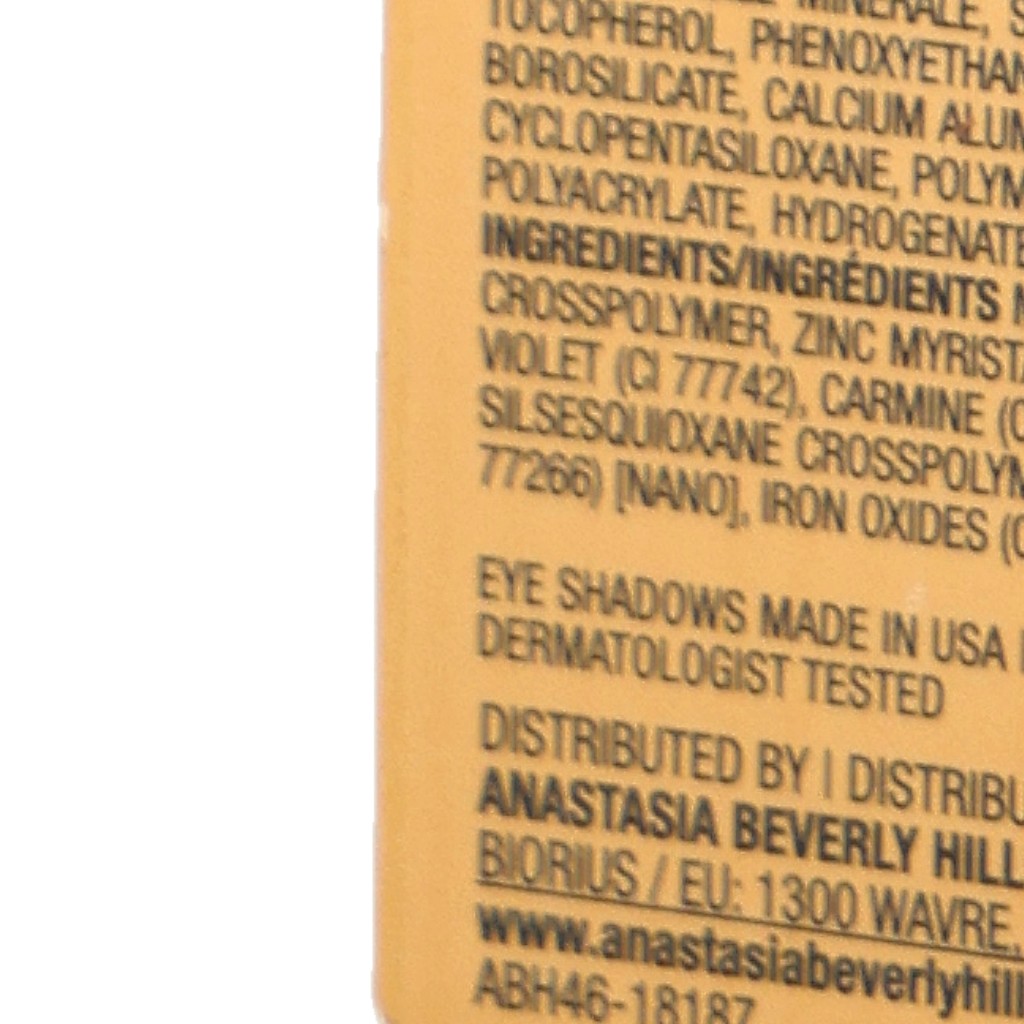 MINERALE,
TOCOPHEROL, PHENOXYETHAN
BOROSILICATE, CALCIUM ALUM
CYCLOPENTASILOXANE, POLYM
POLYACRYLATE, HYDROGENATE
INGREDIENTS/INGRÉDIENTS
CROSSPOLYMER, ZINC MYRISTA
VIOLET (CI 77742), CARMINE (C
SILSESQUIOXANE CROSSPOLYM
77266) [NANO], IRON OXIDES (C
EYE SHADOWS MADE IN USA
DERMATOLOGIST TESTED
DISTRIBUTED BY | DISTRIBU
ANASTASIA BEVERLY HILL
BIORIUS / EU: 1300 WAVRE,
www.anastasiabeverlyhill
ABH46-18187